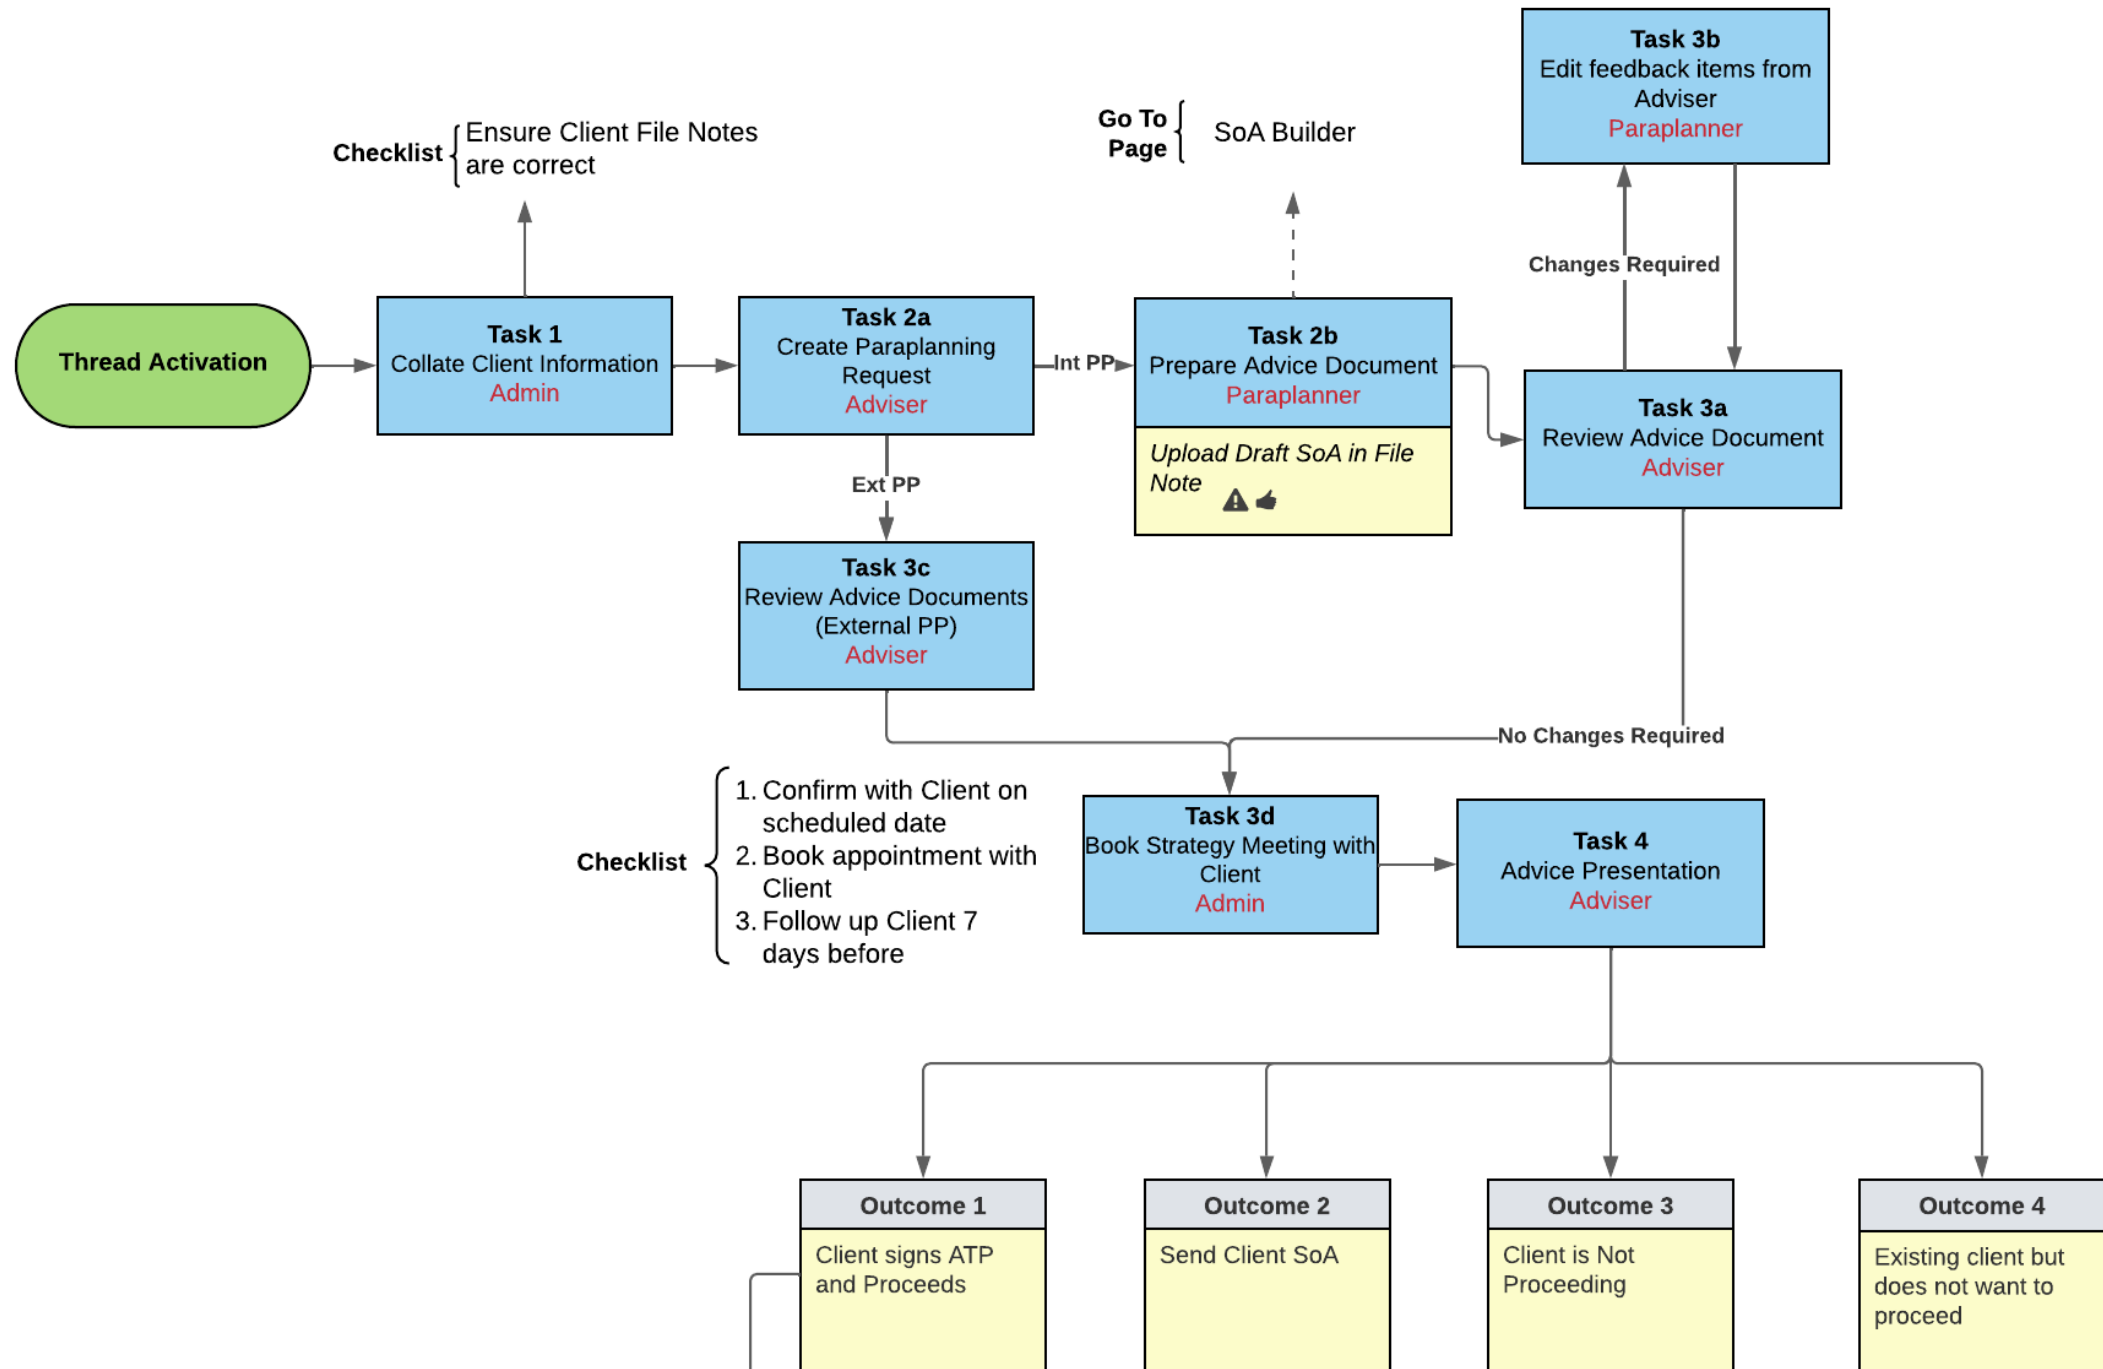 Task 3b
Edit feedback items from
Adviser
Paraplanner
Checklist
Ensure Client File Notes
are correct
Go To
Page
SoA Builder
Changes Required
Thread Activation
Task 1
Collate Client Information
Admin
Task 2a
Create Paraplanning
Request
Adviser
Int PP
Task 2b
Prepare Advice Document
Paraplanner
Upload Draft SoA in File
Note
Task 3a
Review Advice Document
Adviser
Ext PP
Task 3c
Review Advice Documents
(External PP)
Adviser
No Changes Required
Checklist
1. Confirm with Client on
scheduled date
2. Book appointment with
Client
3. Follow up Client 7
days before
Task 3d
Book Strategy Meeting with
Client
Admin
Task 4
Advice Presentation
Adviser
Outcome 1
Client signs ATP
and Proceeds
Outcome 2
Send Client SoA
Outcome 3
Client is Not
Proceeding
Outcome 4
Existing client but
does not want to
proceed